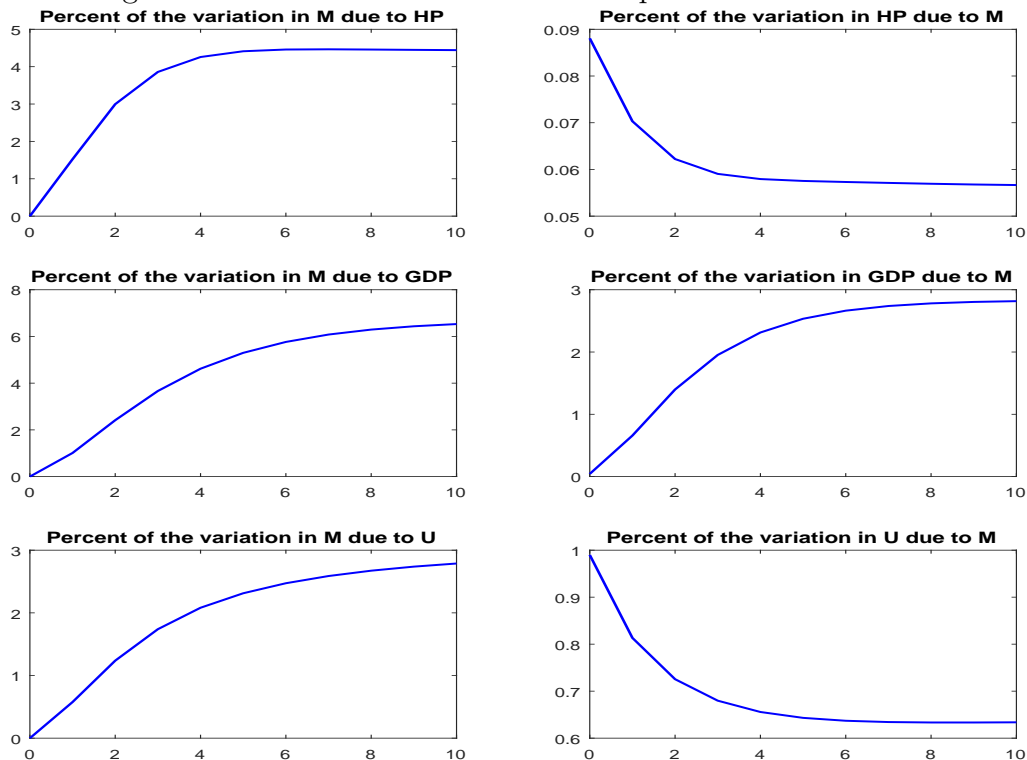 Percent of the variation in M due to HP
5
4
3
2
1
0
0 2 4 6 8 10
Percent of the variation in HP due to M
0.09
0.08
0.07
0.06
0.05
0 2 4 6 8 10
Percent of the variation in M due to GDP
8
6
4
2
0
0 2 4 6 8 10
Percent of the variation in GDP due to M
3
2
1
0
0 2 4 6 8 10
Percent of the variation in M due to U
3
2
1
0
0 2 4 6 8 10
Percent of the variation in U due to M
1
0.9
0.8
0.7
0.6
0 2 4 6 8 10